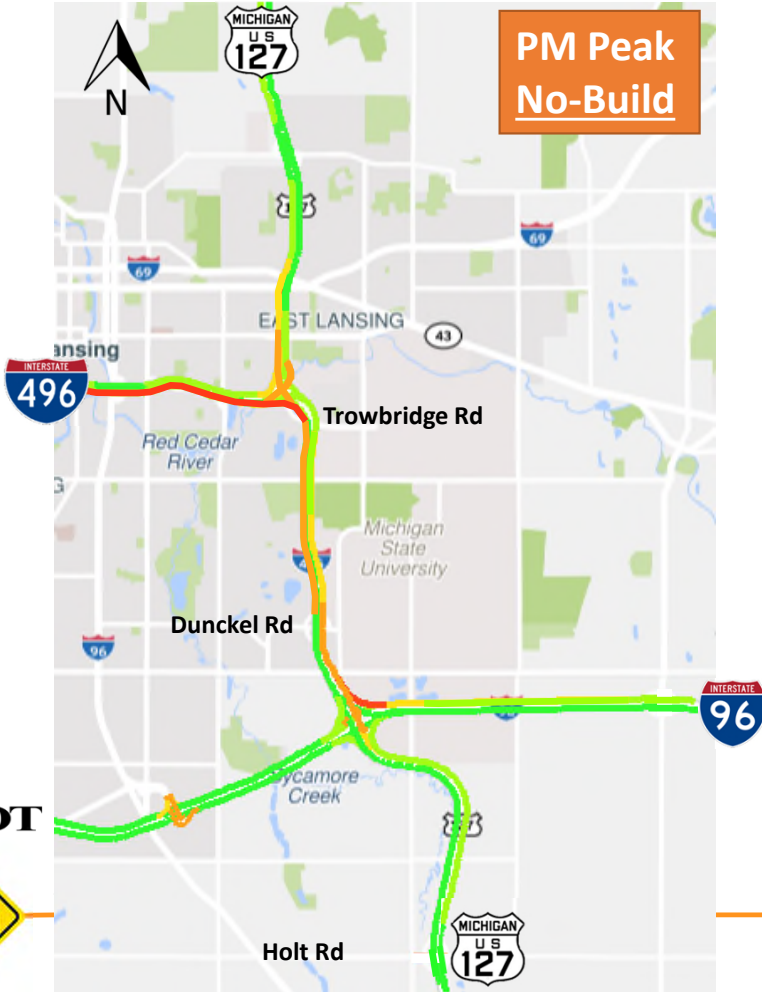 MICHIGAN
US
127
PM Peak
No-Build
N
69
69
EAST LANSING
43
ansing
INTERSTATE
496
Trowbridge Rd
Red Cedar
River
G
Michigan
State
University
Dunckel Rd
96
INTERSTATE
96
Sycamore
Creek
OT
Holt Rd
MICHIGAN
US
127